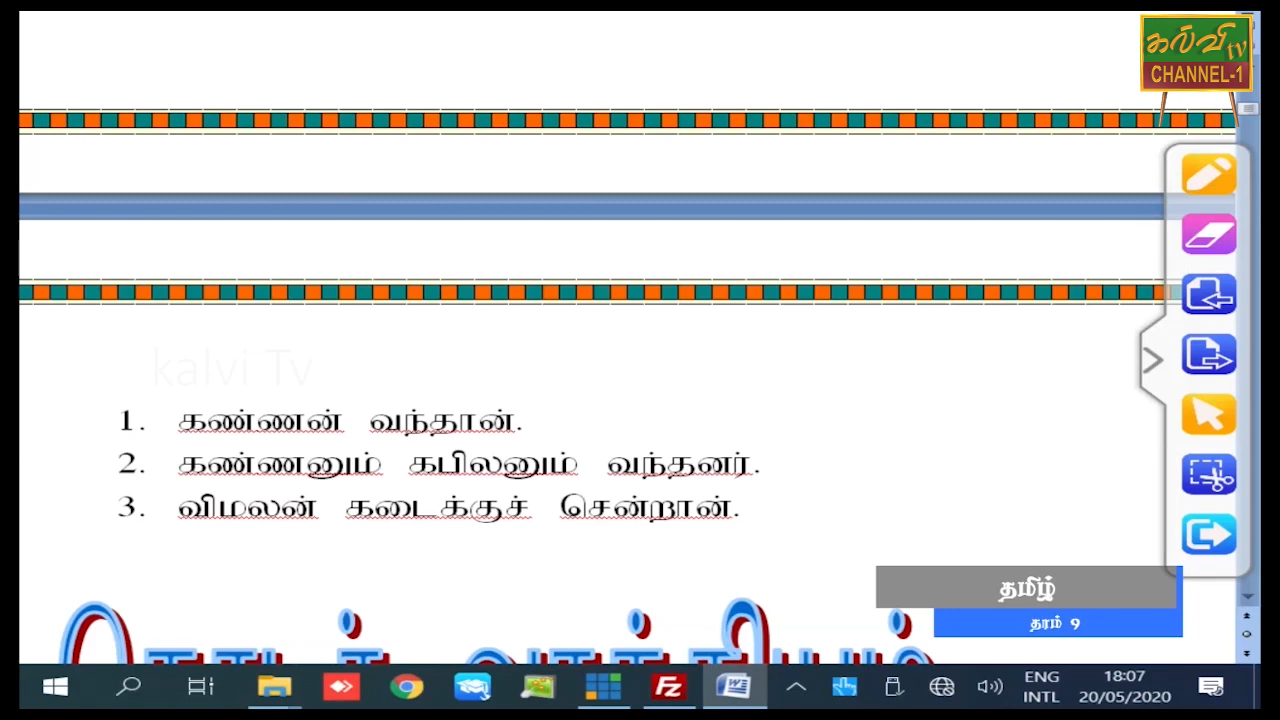 கல்வி tv
CHANNEL-1
kalvi Tv
1. கண்ணன் வந்தான்.
2. கண்ணனும் கபிலனும் வந்தனர்.
3. விமலன் கடைக்குச் சென்றான்.
தமிழ்
தரம் 9
ENG
INTL
18:07
20/05/2020